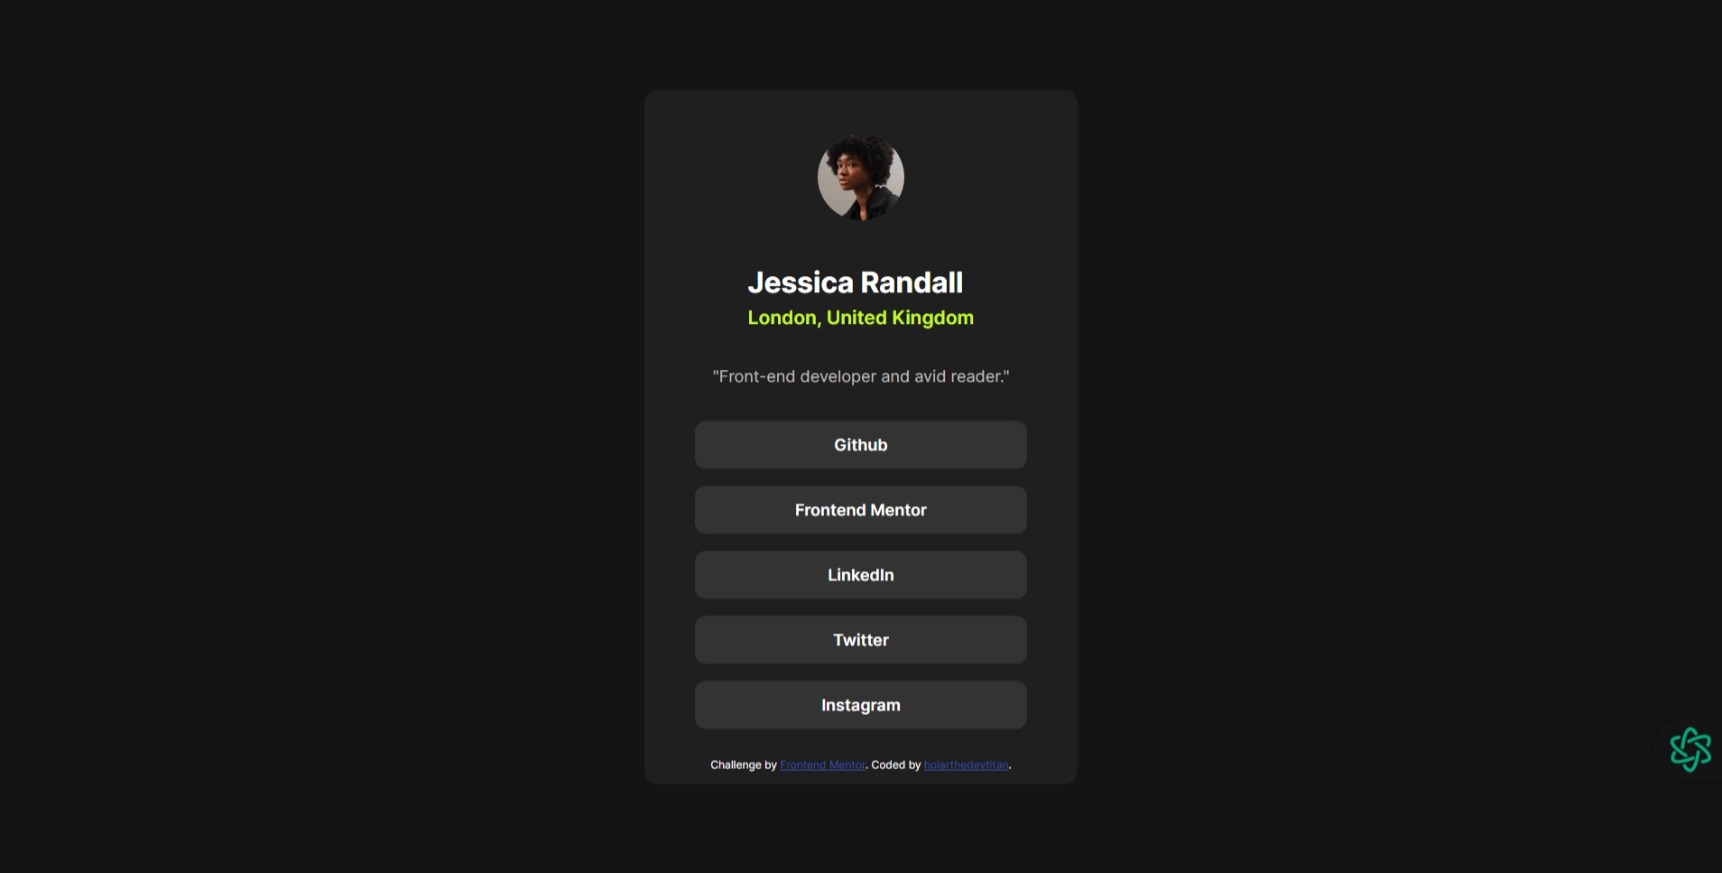 Jessica Randall
London, United Kingdom
"Front-end developer and avid reader."
Github
Frontend Mentor
LinkedIn
Twitter
Instagram
Challenge by Frontend Mentor. Coded by holarthedevtitan.